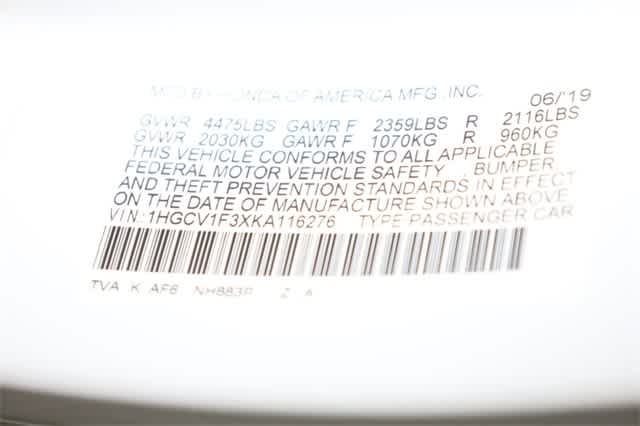 MFD BY HONDA OF AMERICA MFG.,INC. 06/'19
GVWR 4475LBS GAWR F 2359LBS R 2116LBS
GVWR 2030KG GAWR F 1070KG R 960KG
THIS VEHICLE CONFORMS TO ALL APPLICABLE
FEDERAL MOTOR VEHICLE SAFETY , BUMPER
AND THEFT PREVENTION STANDARDS IN EFFECT
ON THE DATE OF MANUFACTURE SHOWN ABOVE.
VIN:1HGCV1F3XKA116276 TYPE:PASSENGER CAR
TVA K AF6 NH883P Z A